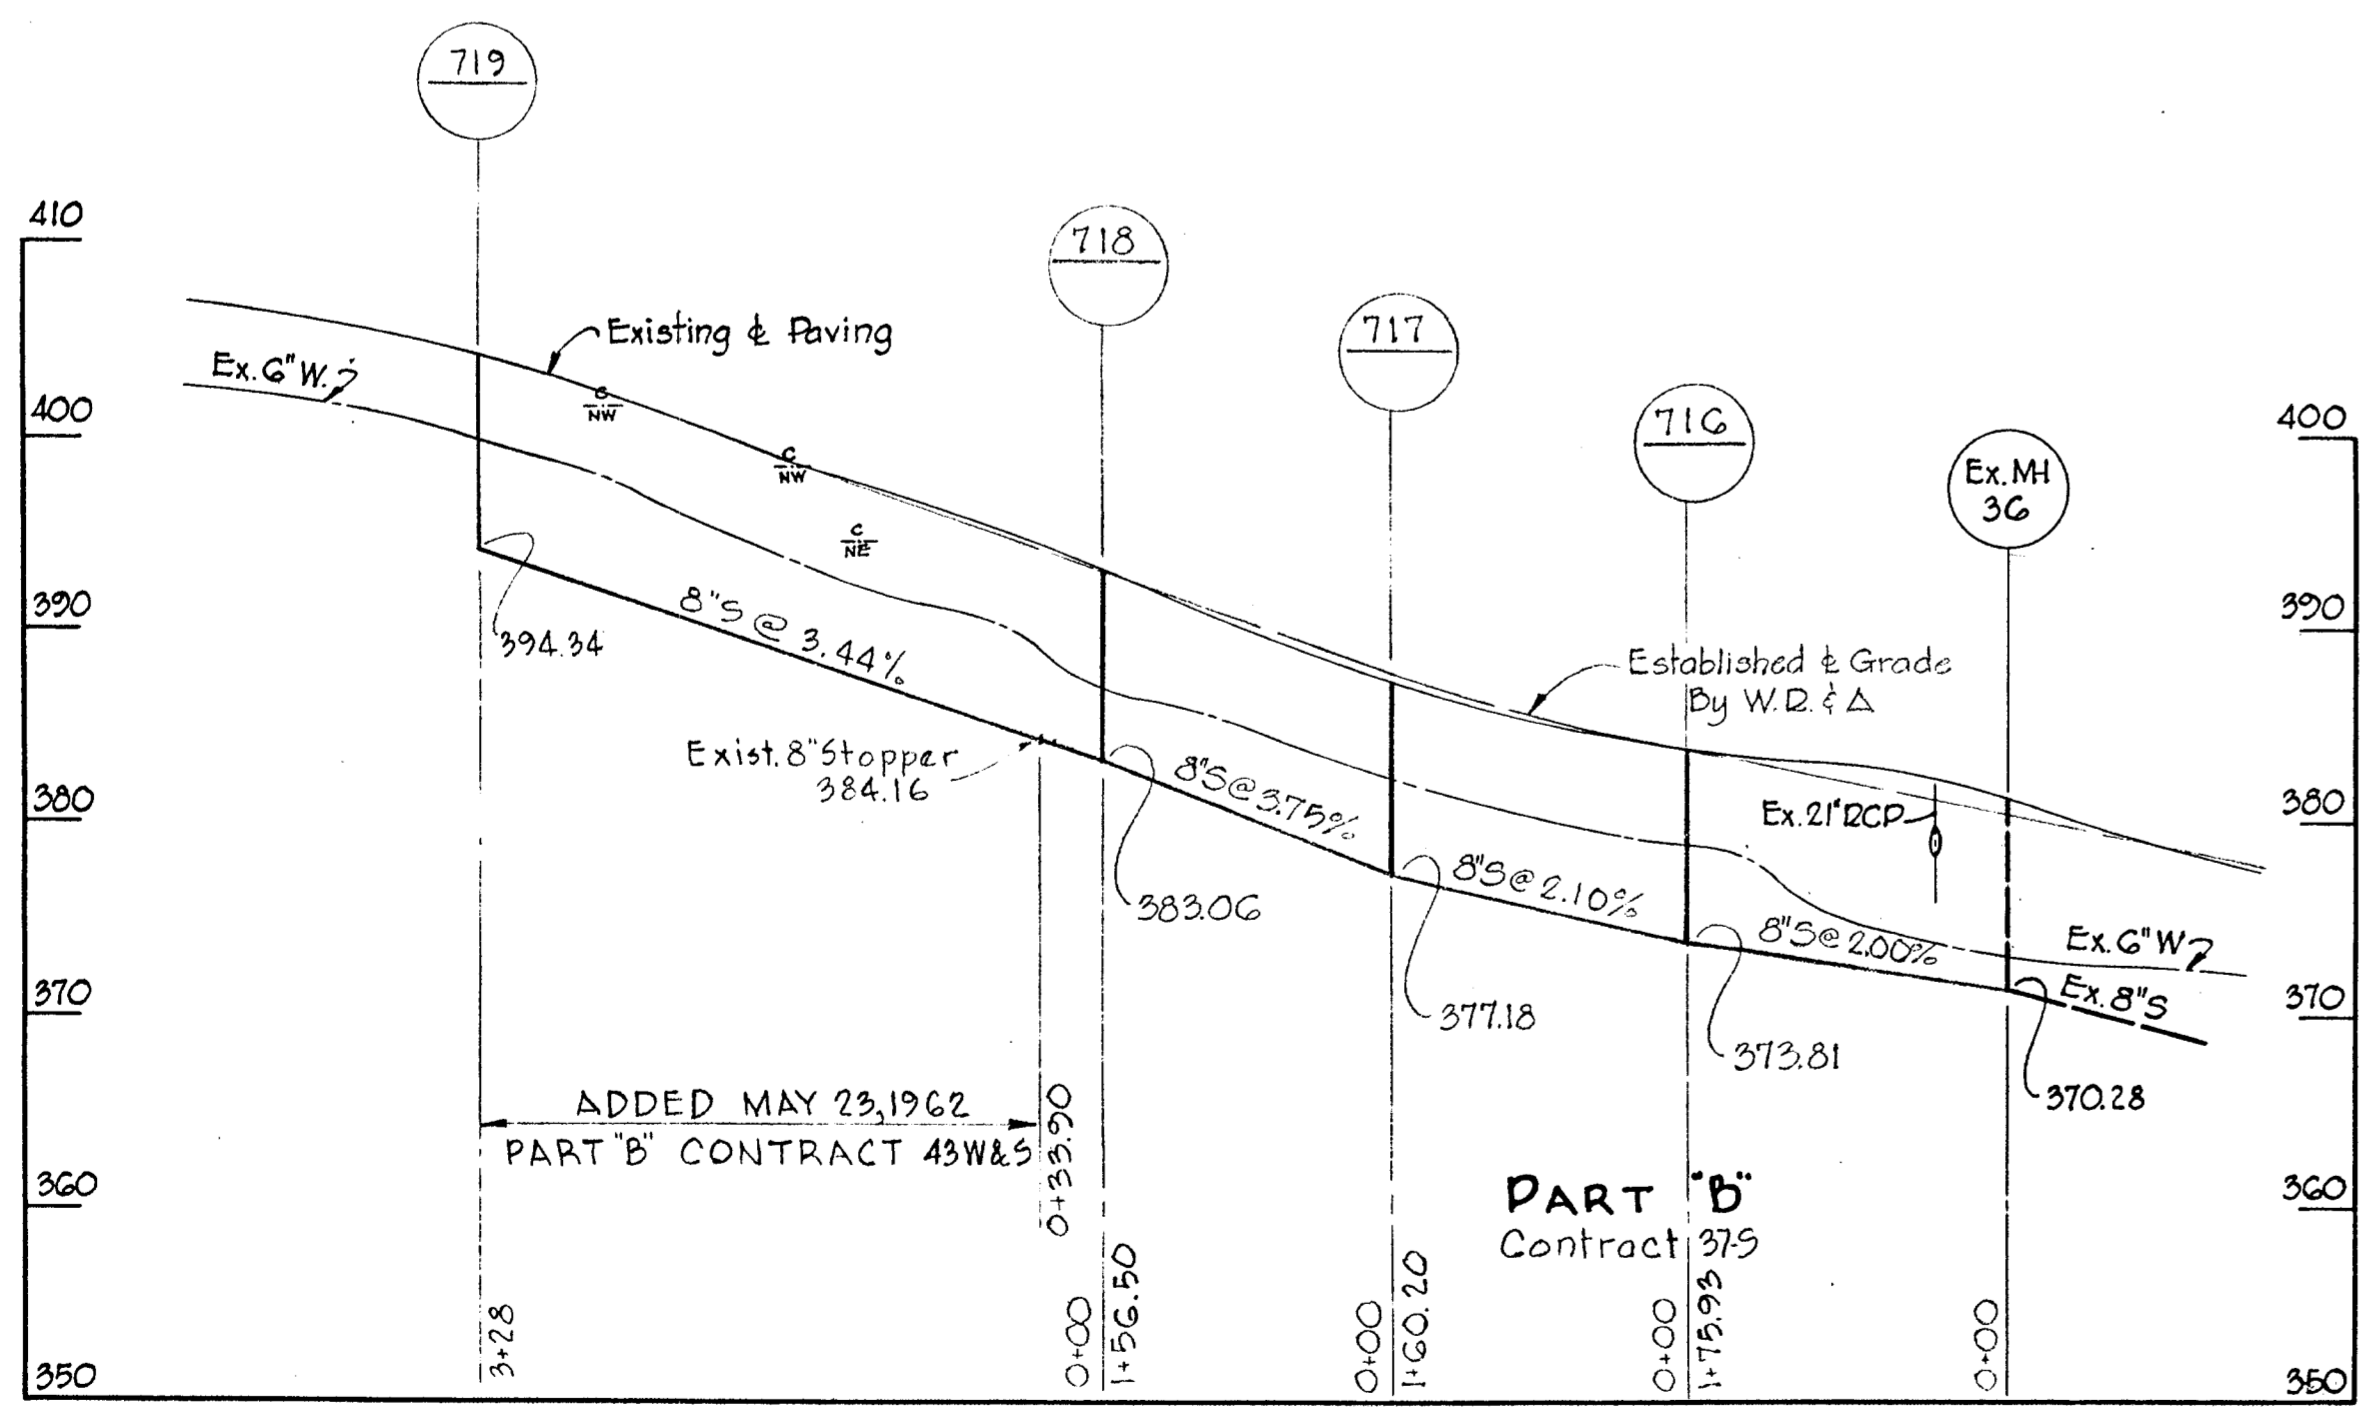 719
718
717
716
Ex. MH
36
410
400
390
380
370
360
350
400
390
380
370
360
350
Existing ℄ Paving
Ex. 6" W.
C
NW
C
NW
C
NE
8"S @ 3.44%
394.34
Exist. 8" Stopper
384.16
8"S @ 3.75%
383.06
8"S @ 2.10%
377.18
Established ℄ Grade
By W.R. & A
Ex. 21" RCP
8"S @ 2.00%
373.81
Ex. 6" W
Ex. 8"S
370.28
ADDED MAY 23, 1962
PART "B" CONTRACT 43W&S
0+33.90
PART "B"
Contract 37-S
3+28
0+00
1+56.50
0+00
1+60.20
0+00
1+75.93
0+00